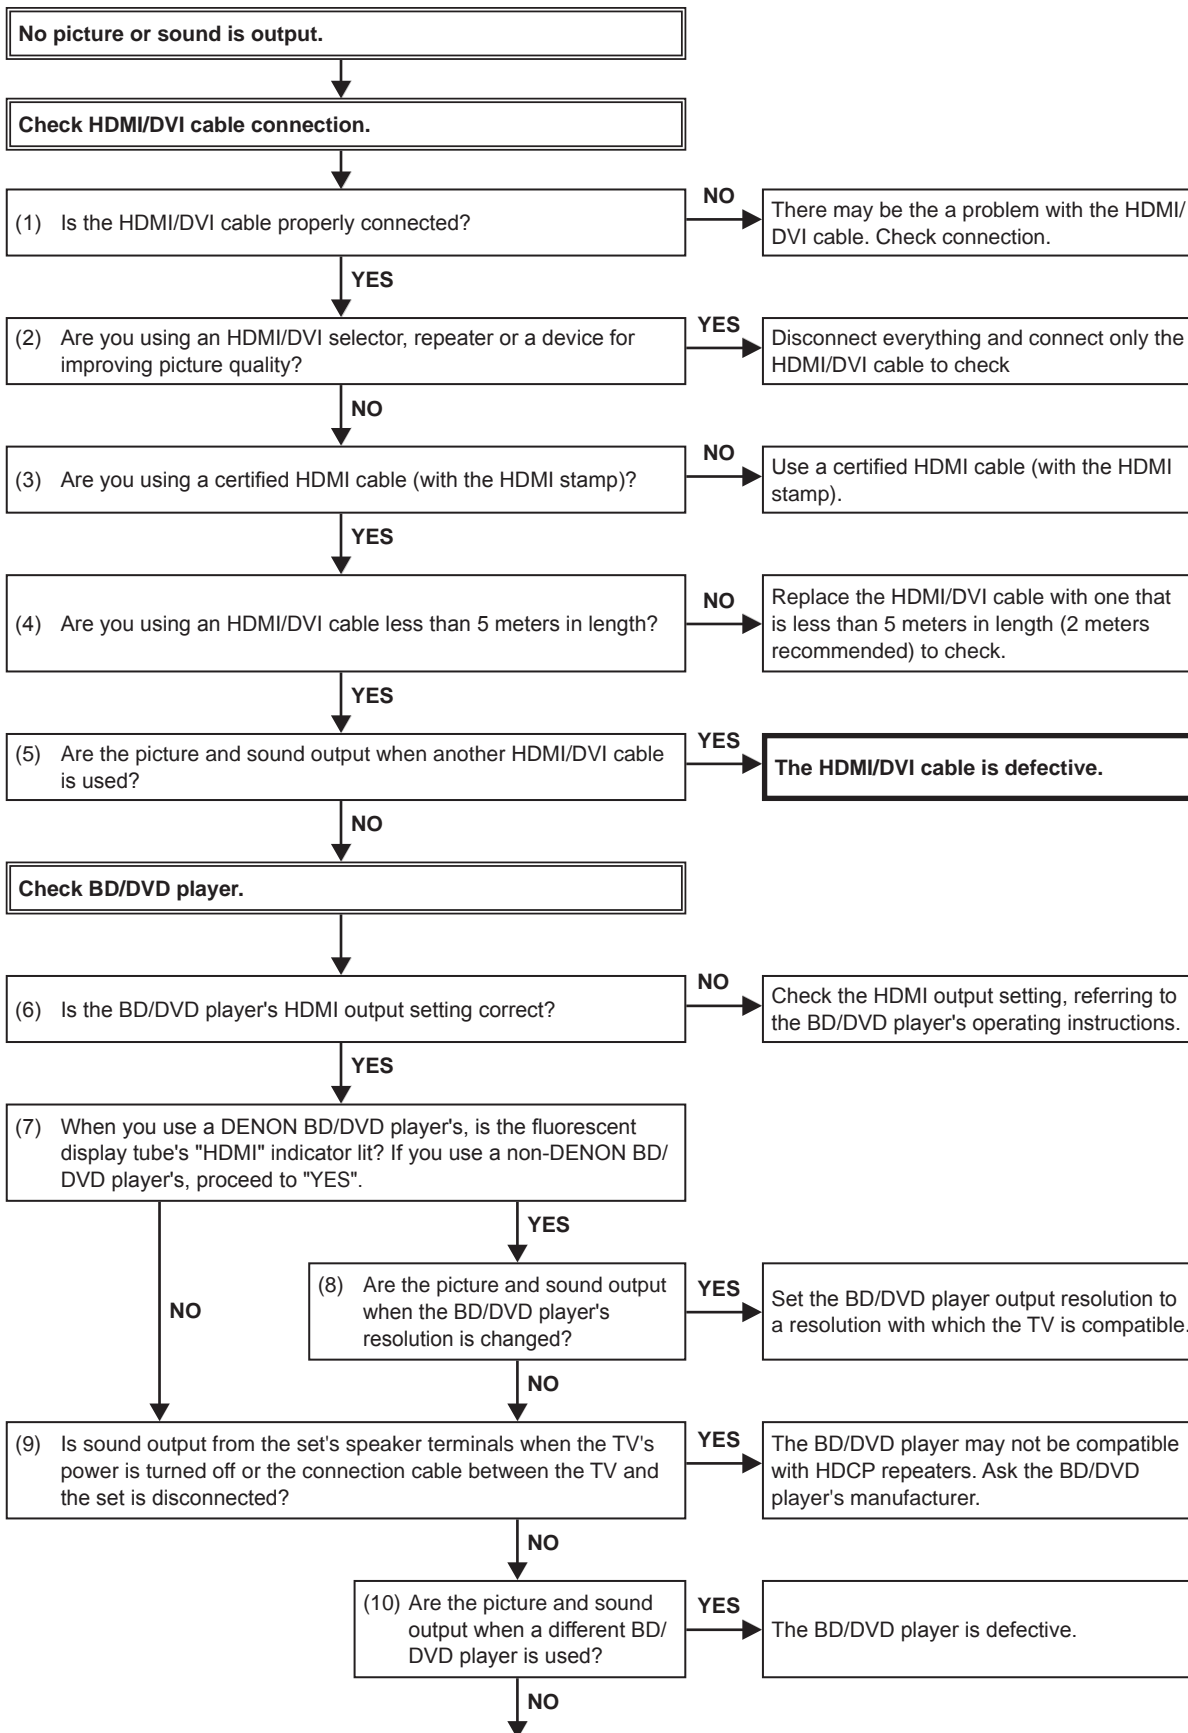 No picture or sound is output.
Check HDMI/DVI cable connection.
(1) Is the HDMI/DVI cable properly connected?
NO
There may be the a problem with the HDMI/
DVI cable. Check connection.
YES
(2) Are you using an HDMI/DVI selector, repeater or a device for
improving picture quality?
YES
Disconnect everything and connect only the
HDMI/DVI cable to check
NO
(3) Are you using a certified HDMI cable (with the HDMI stamp)?
NO
Use a certified HDMI cable (with the HDMI
stamp).
YES
(4) Are you using an HDMI/DVI cable less than 5 meters in length?
NO
Replace the HDMI/DVI cable with one that
is less than 5 meters in length (2 meters
recommended) to check.
YES
(5) Are the picture and sound output when another HDMI/DVI cable
is used?
YES
The HDMI/DVI cable is defective.
NO
Check BD/DVD player.
(6) Is the BD/DVD player's HDMI output setting correct?
NO
Check the HDMI output setting, referring to
the BD/DVD player's operating instructions.
YES
(7) When you use a DENON BD/DVD player's, is the fluorescent
display tube's "HDMI" indicator lit? If you use a non-DENON BD/
DVD player's, proceed to "YES".
YES
NO
(8) Are the picture and sound output
when the BD/DVD player's
resolution is changed?
YES
Set the BD/DVD player output resolution to
a resolution with which the TV is compatible.
NO
(9) Is sound output from the set's speaker terminals when the TV's
power is turned off or the connection cable between the TV and
the set is disconnected?
YES
The BD/DVD player may not be compatible
with HDCP repeaters. Ask the BD/DVD
player's manufacturer.
NO
(10) Are the picture and sound
output when a different BD/
DVD player is used?
YES
The BD/DVD player is defective.
NO